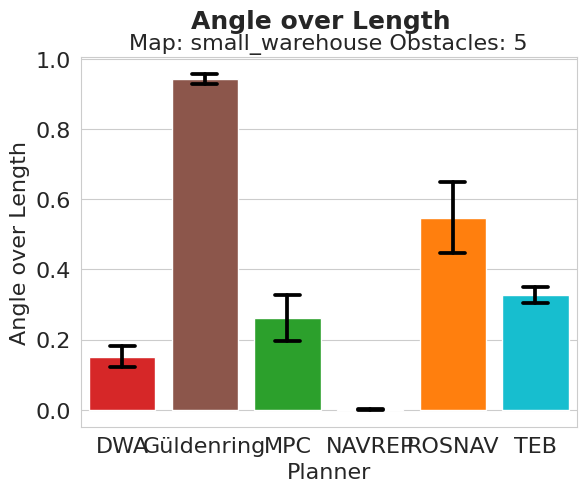 Angle over Length
Map: small_warehouse Obstacles: 5
Angle over Length
1.0
0.8
0.6
0.4
0.2
0.0
DWA Güldenring MPC NAVREP ROSNAV TEB
Planner